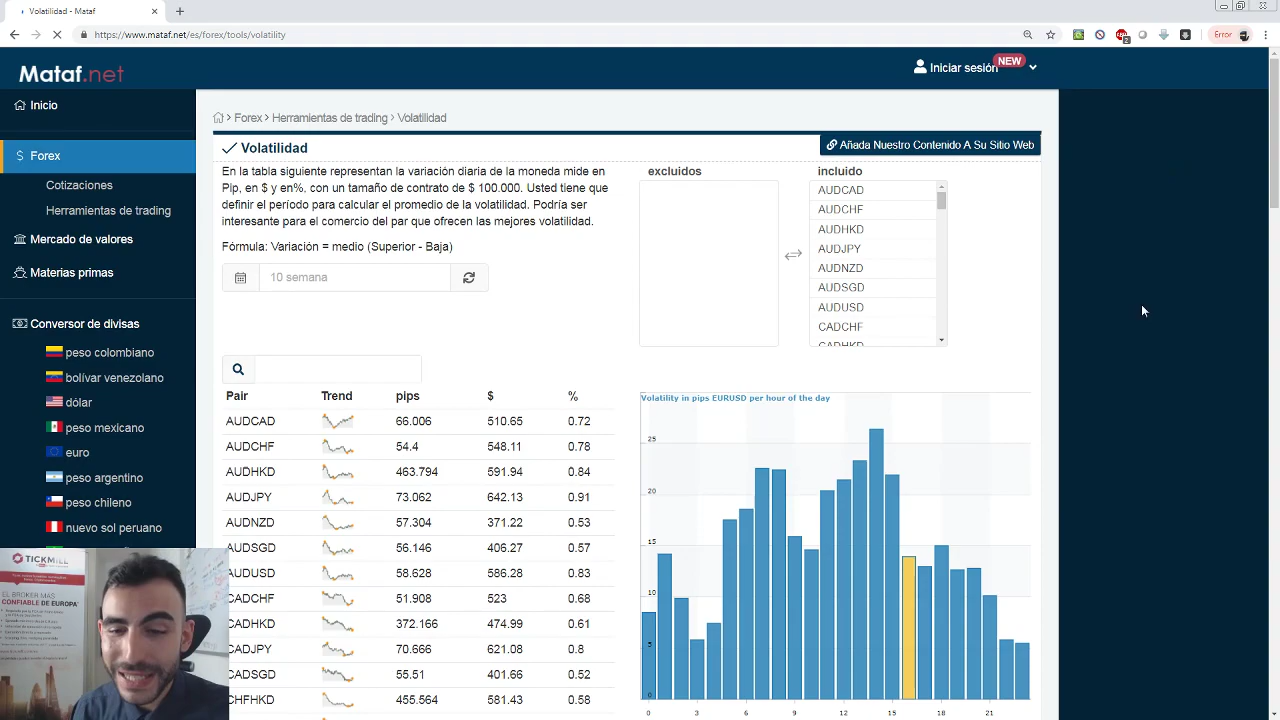 Volatilidad - Mataf
https://www.mataf.net/es/forex/tools/volatility
Error
Mataf.net
Iniciar sesión
NEW
Inicio
Forex
Cotizaciones
Herramientas de trading
Mercado de valores
Materias primas
Conversor de divisas
peso colombiano
bolívar venezolano
dólar
peso mexicano
euro
peso argentino
peso chileno
nuevo sol peruano
Forex > Herramientas de trading > Volatilidad
Volatilidad
Añada Nuestro Contenido A Su Sitio Web
En la tabla siguiente representan la variación diaria de la moneda mide en
Pip, en $ y en%, con un tamaño de contrato de $ 100.000. Usted tiene que
definir el período para calcular el promedio de la volatilidad. Podría ser
interesante para el comercio del par que ofrecen las mejores volatilidad.
Fórmula: Variación = medio (Superior - Baja)
10 semana
excluidos
incluido
AUDCAD
AUDCHF
AUDHKD
AUDJPY
AUDNZD
AUDSGD
AUDUSD
CADCHF
CADHKD
Pair Trend pips $ %
AUDCAD 66.006 510.65 0.72
AUDCHF 54.4 548.11 0.78
AUDHKD 463.794 591.94 0.84
AUDJPY 73.062 642.13 0.91
AUDNZD 57.304 371.22 0.53
AUDSGD 56.146 406.27 0.57
AUDUSD 58.628 586.28 0.83
CADCHF 51.908 523 0.68
CADHKD 372.166 474.99 0.61
CADJPY 70.666 621.08 0.8
CADSGD 55.51 401.66 0.52
CHFHKD 455.564 581.43 0.58
Volatility in pips EURUSD per hour of the day
25
20
15
10
5
0
0 3 6 9 12 15 18 21
TICKMILL
EL BROKER MÁS
CONFIABLE DE EUROPA